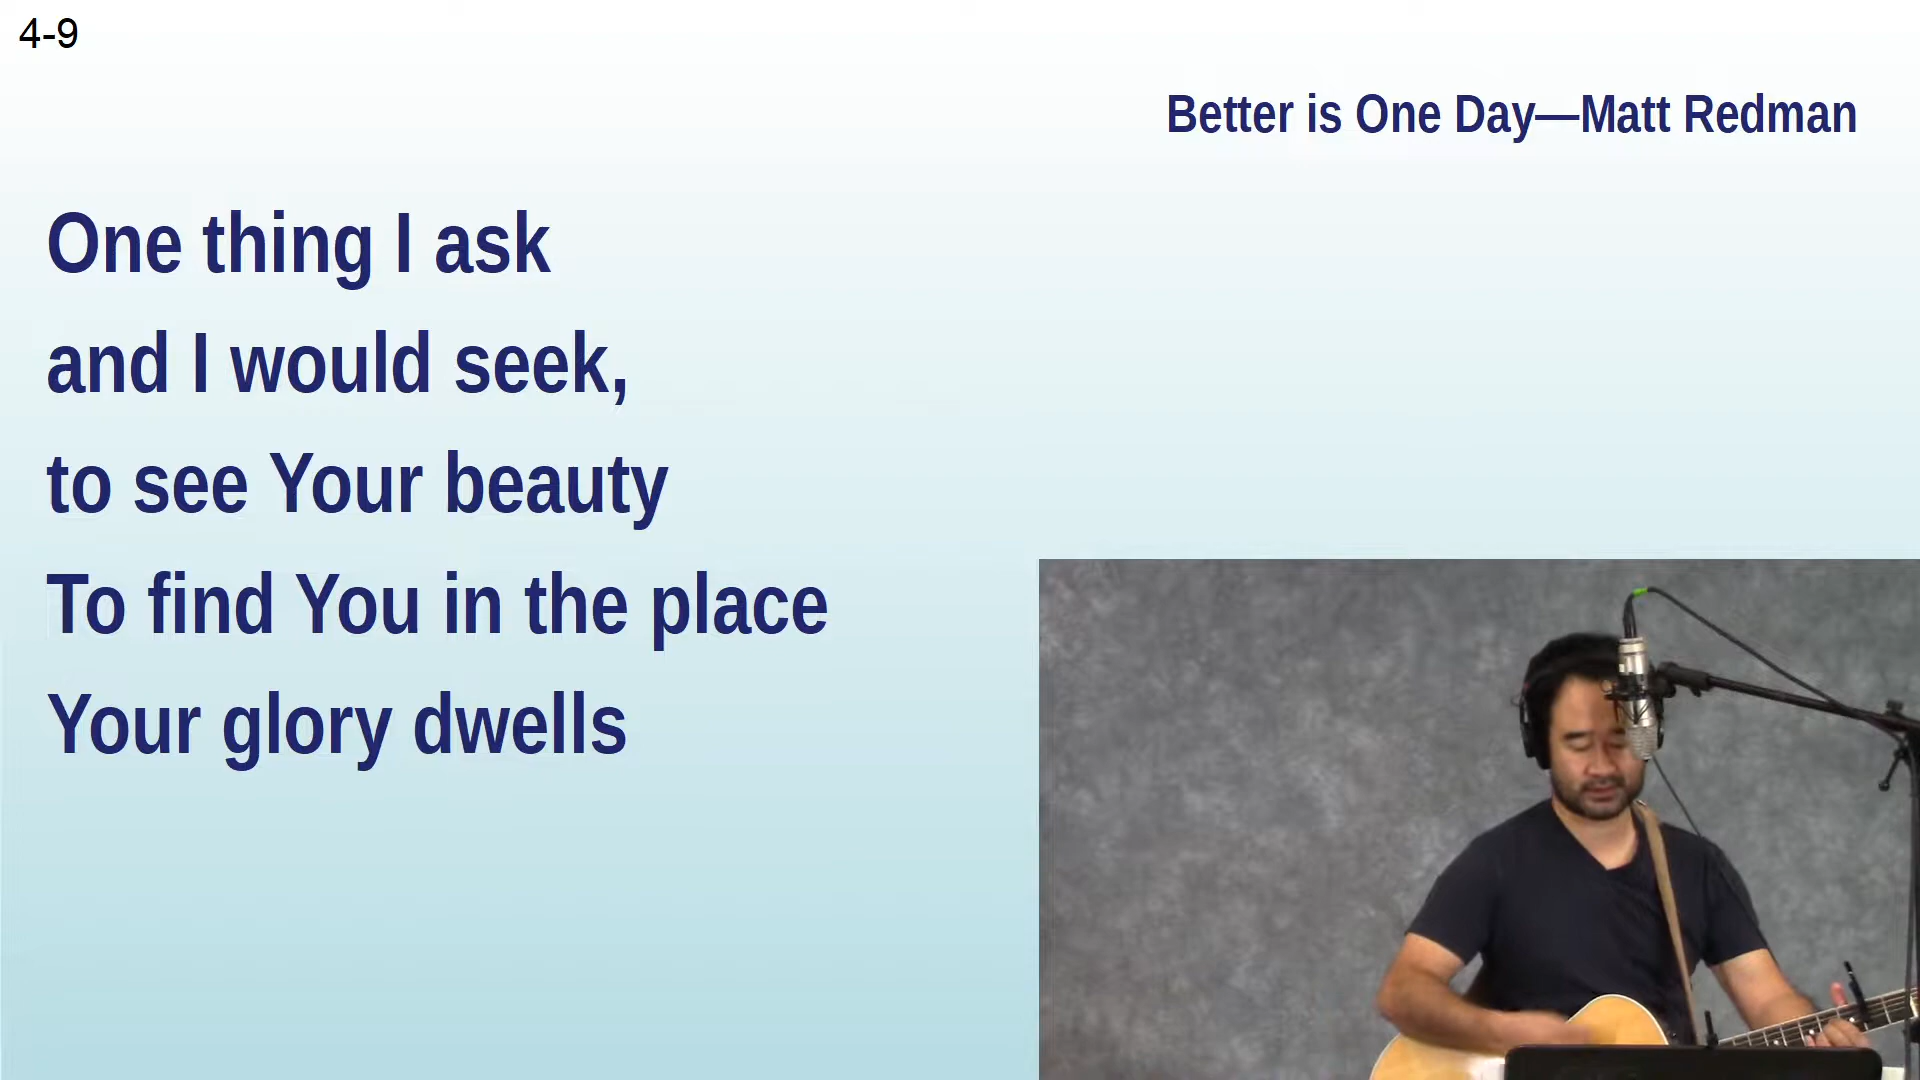 4-9
Better is One Day—Matt Redman
One thing I ask
and I would seek,
to see Your beauty
To find You in the place
Your glory dwells